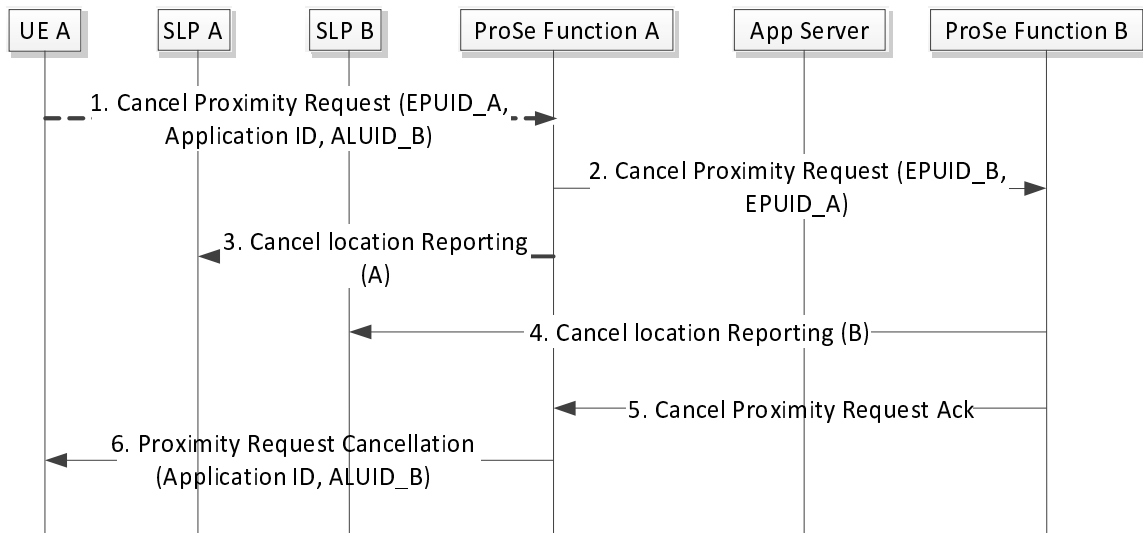 UE A
SLP A
SLP B
ProSe Function A
App Server
ProSe Function B
1. Cancel Proximity Request (EPUID_A,
Application ID, ALUID_B)
2. Cancel Proximity Request (EPUID_B,
EPUID_A)
3. Cancel location Reporting
(A)
4. Cancel location Reporting (B)
5. Cancel Proximity Request Ack
6. Proximity Request Cancellation
(Application ID, ALUID_B)